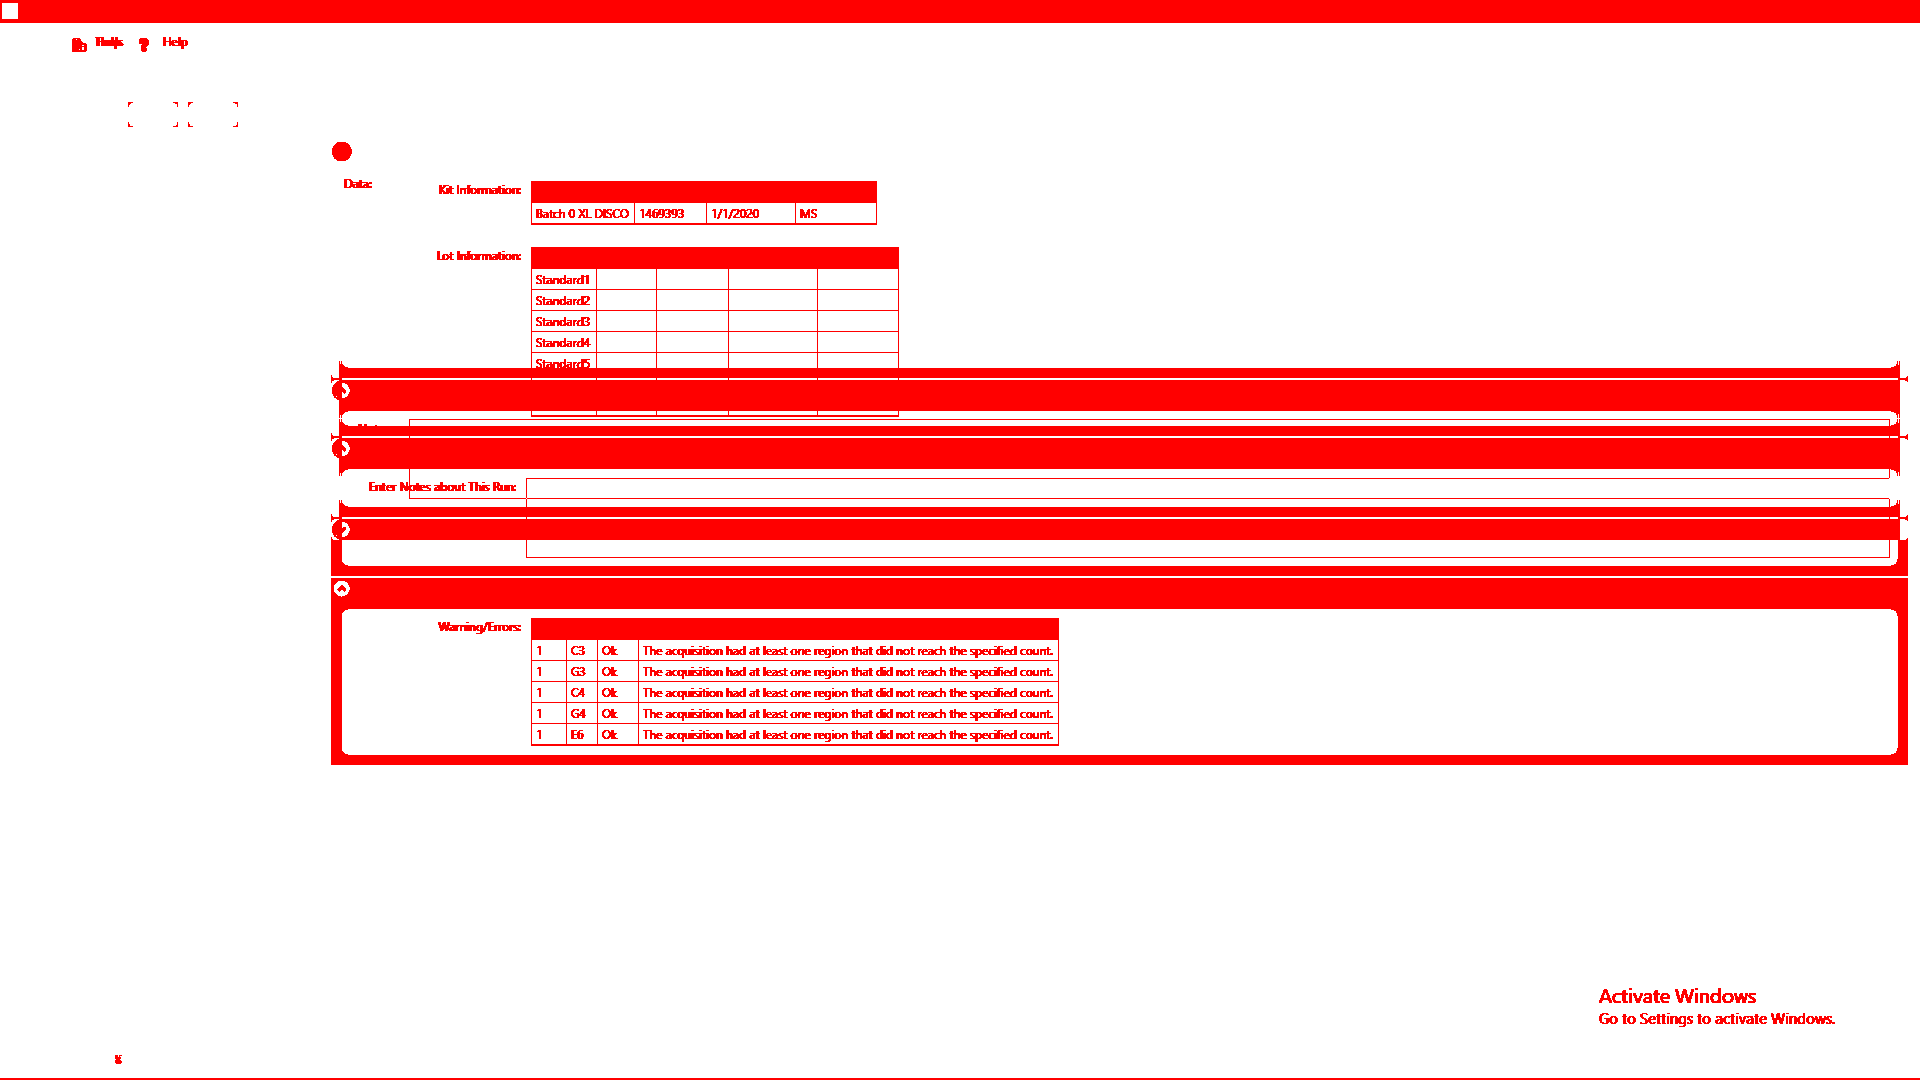 Help
Data:
Kit Information:
Batch 0 XL DISCO 1469393 1/1/2020 MS
Lot Information:
Standard1
Standard2
Standard3
Standard4
Standard5
Enter Notes about This Run:
Warning/Errors:
1 C3 Ok The acquisition had at least one region that did not reach the specified count.
1 G3 Ok The acquisition had at least one region that did not reach the specified count.
1 C4 Ok The acquisition had at least one region that did not reach the specified count.
1 G4 Ok The acquisition had at least one region that did not reach the specified count.
1 E6 Ok The acquisition had at least one region that did not reach the specified count.
Activate Windows
Go to Settings to activate Windows.